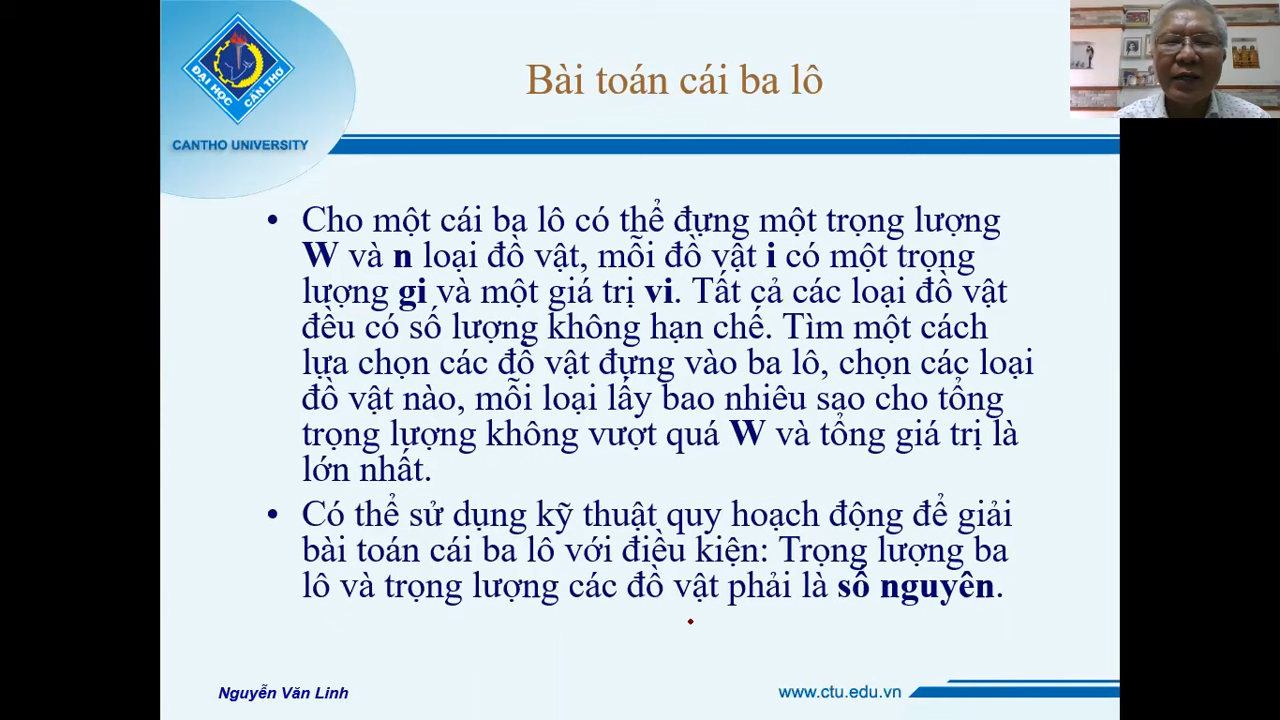 ĐẠI HỌC CẦN THƠ
CANTHO UNIVERSITY
Bài toán cái ba lô
• Cho một cái ba lô có thể đựng một trọng lượng
W và n loại đồ vật, mỗi đồ vật i có một trọng
lượng gi và một giá trị vi. Tất cả các loại đồ vật
đều có số lượng không hạn chế. Tìm một cách
lựa chọn các đồ vật đựng vào ba lô, chọn các loại
đồ vật nào, mỗi loại lấy bao nhiêu sao cho tổng
trọng lượng không vượt quá W và tổng giá trị là
lớn nhất.
• Có thể sử dụng kỹ thuật quy hoạch động để giải
bài toán cái ba lô với điều kiện: Trọng lượng ba
lô và trọng lượng các đồ vật phải là số nguyên.
Nguyễn Văn Linh
www.ctu.edu.vn